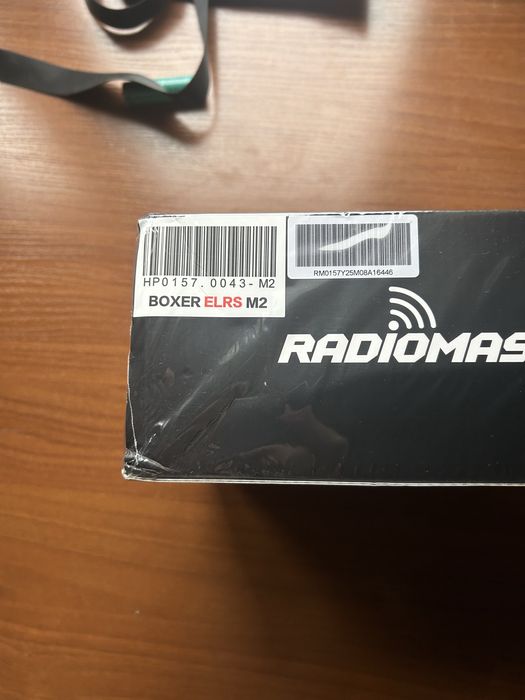 HP0157.0043-M2
BOXER ELRS M2
RM0157Y25M08A16446
RADIOMAS